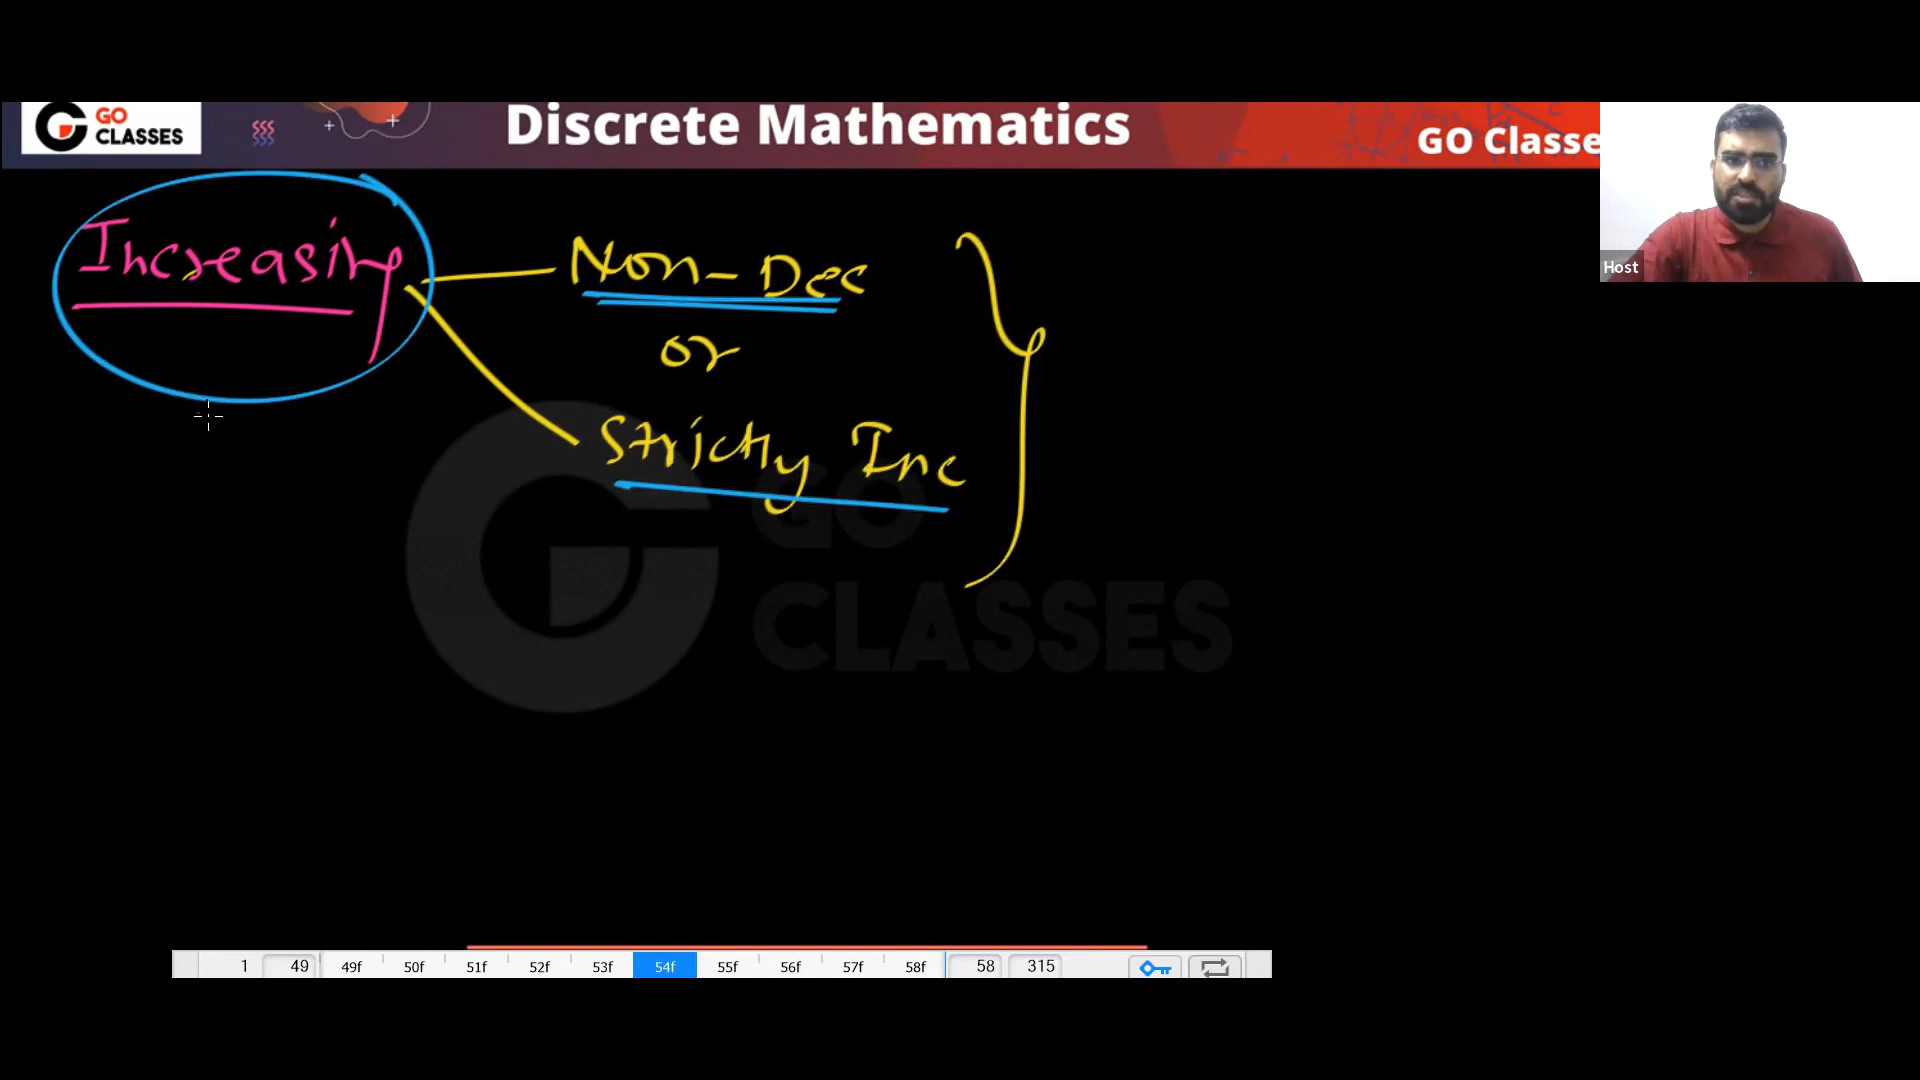 GO
CLASSES
Discrete Mathematics
GO Classe
Host
Increasing
Non-Dec
or
Strictly Inc
GO
CLASSES
1 49 49f 50f 51f 52f 53f 54f 55f 56f 57f 58f 58 315